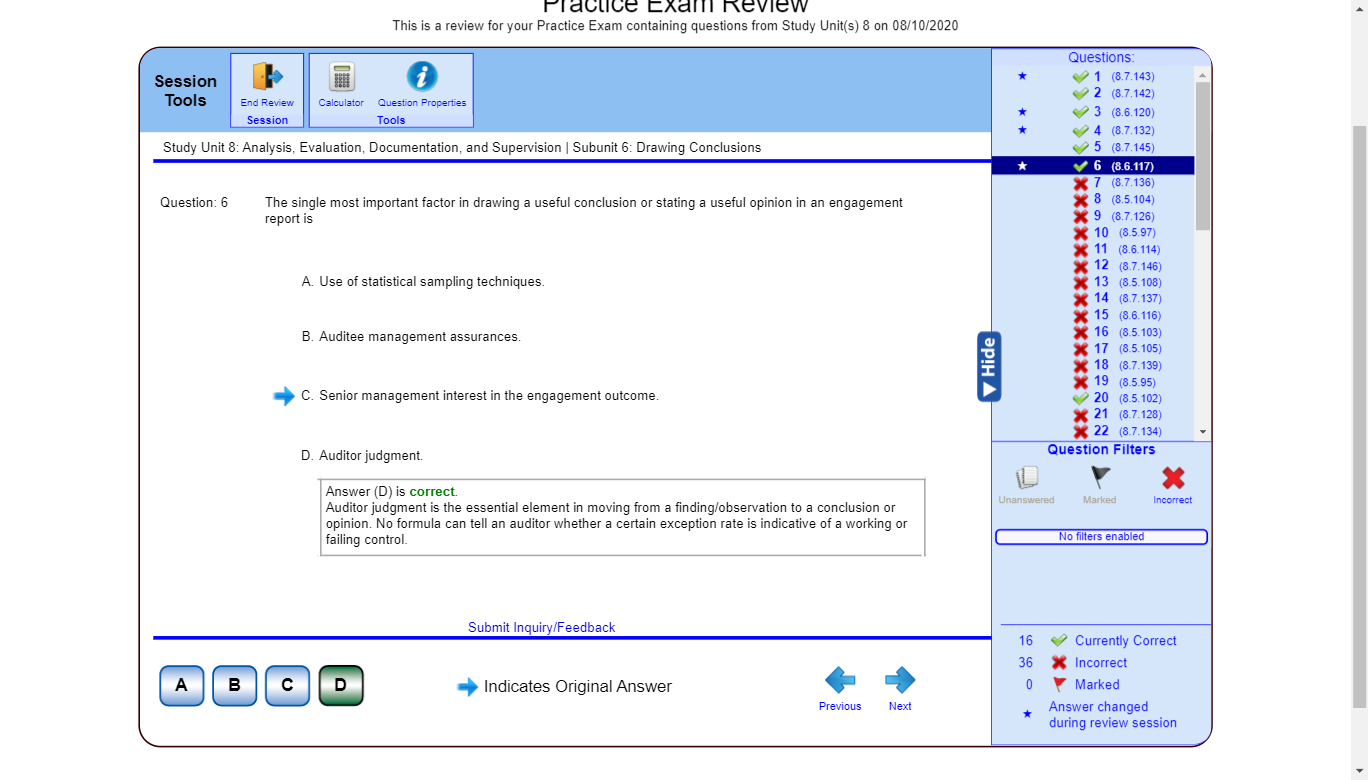 Practice Exam Review
This is a review for your Practice Exam containing questions from Study Unit(s) 8 on 08/10/2020
Session
Tools
End Review
Session
Calculator
Question Properties
Tools
Study Unit 8: Analysis, Evaluation, Documentation, and Supervision | Subunit 6: Drawing Conclusions
Question: 6
The single most important factor in drawing a useful conclusion or stating a useful opinion in an engagement
report is
A. Use of statistical sampling techniques.
B. Auditee management assurances.
C. Senior management interest in the engagement outcome.
D. Auditor judgment.
Answer (D) is correct.
Auditor judgment is the essential element in moving from a finding/observation to a conclusion or
opinion. No formula can tell an auditor whether a certain exception rate is indicative of a working or
failing control.
Submit Inquiry/Feedback
A B C D
Indicates Original Answer
Previous
Next
Hide
Questions:
1 (8.7.143)
2 (8.7.142)
3 (8.6.120)
4 (8.7.132)
5 (8.7.145)
6 (8.6.117)
7 (8.7.136)
8 (8.5.104)
9 (8.7.126)
10 (8.5.97)
11 (8.6.114)
12 (8.7.146)
13 (8.5.108)
14 (8.7.137)
15 (8.6.116)
16 (8.5.103)
17 (8.5.105)
18 (8.7.139)
19 (8.5.95)
20 (8.5.102)
21 (8.7.128)
22 (8.7.134)
Question Filters
Unanswered
Marked
Incorrect
No filters enabled
16 Currently Correct
36 Incorrect
0 Marked
Answer changed
during review session